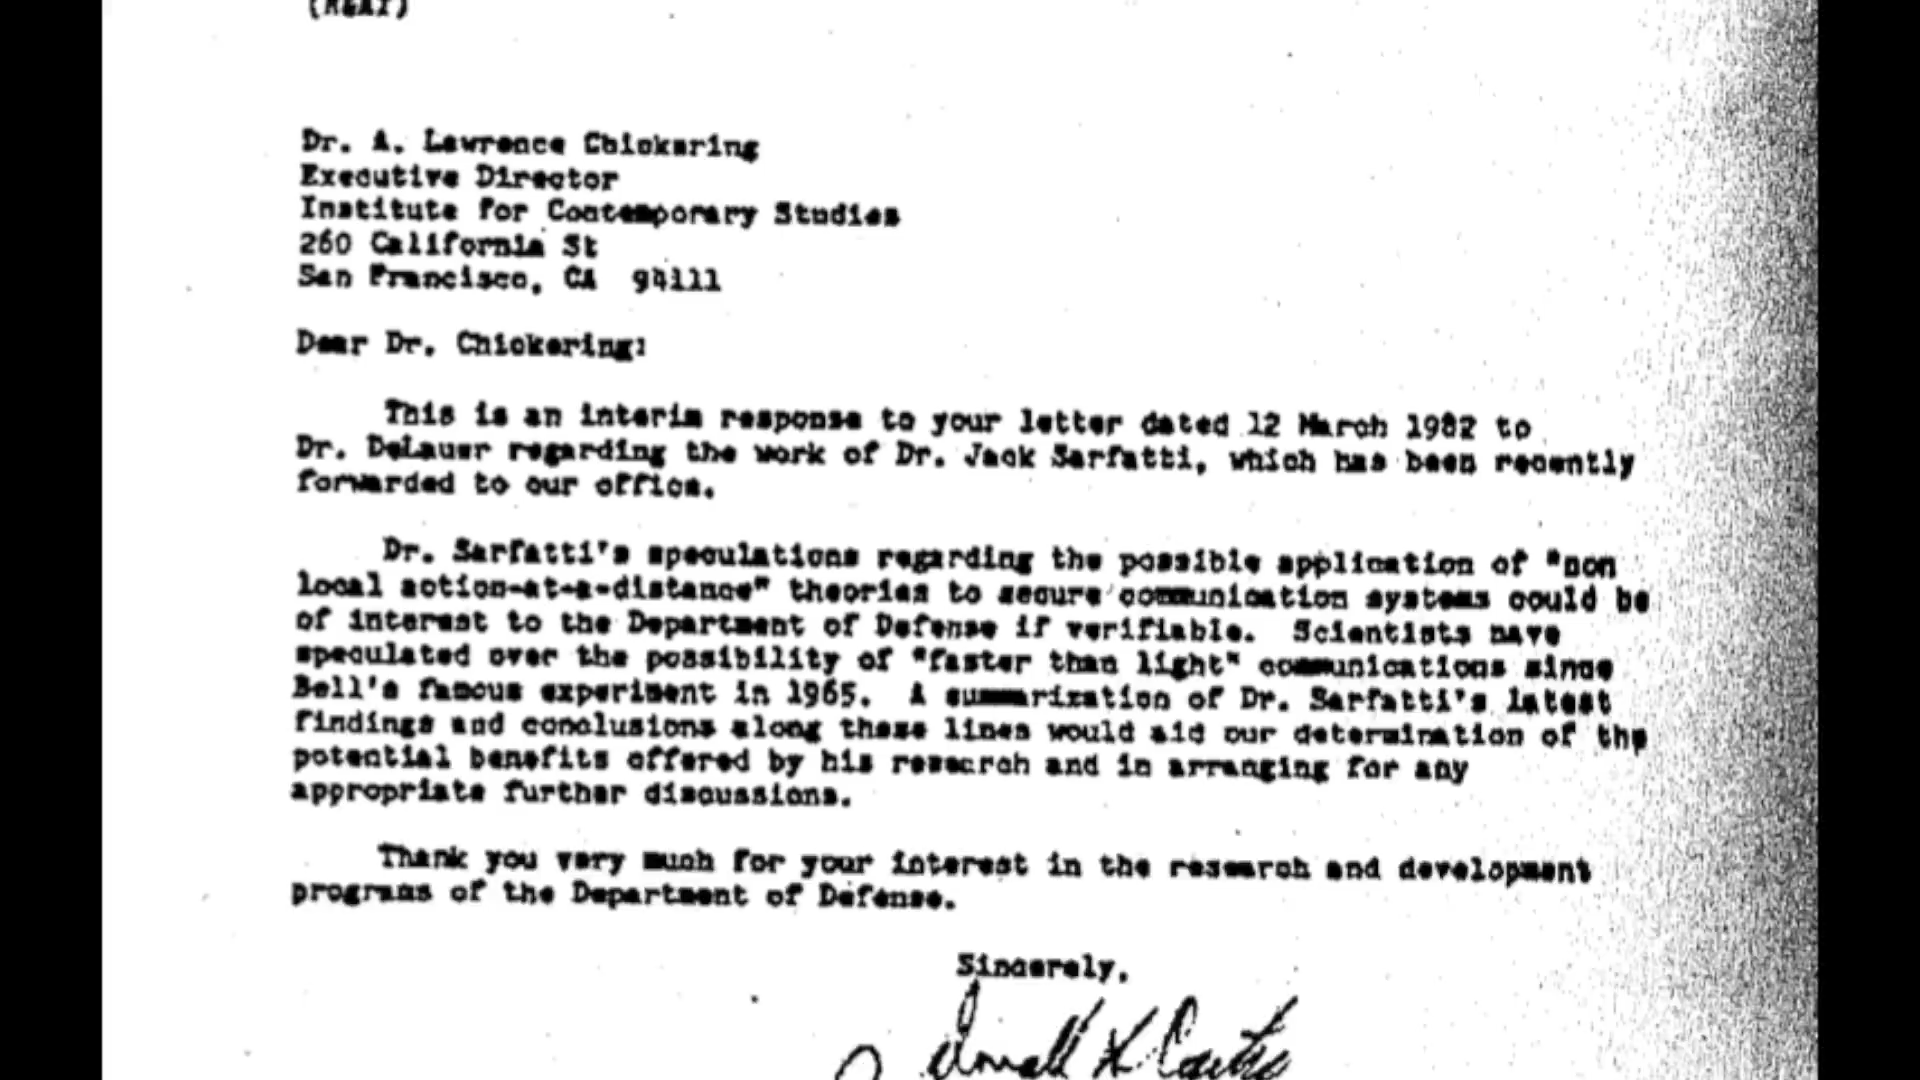 (R&AT)
Dr. A. Lawrence Chickering
Executive Director
Institute for Contemporary Studies
260 California St
San Francisco, CA 94111
Dear Dr. Chickering:
This is an interim response to your letter dated 12 March 1982 to
Dr. DeLauer regarding the work of Dr. Jack Sarfatti, which has been recently
forwarded to our office.
Dr. Sarfatti's speculations regarding the possible application of "non
local action-at-a-distance" theories to secure communication systems could be
of interest to the Department of Defense if verifiable. Scientists have
speculated over the possibility of "faster than light" communications since
Bell's famous experiment in 1965. A summarization of Dr. Sarfatti's latest
findings and conclusions along these lines would aid our determination of the
potential benefits offered by his research and in arranging for any
appropriate further discussions.
Thank you very much for your interest in the research and development
programs of the Department of Defense.
Sincerely,